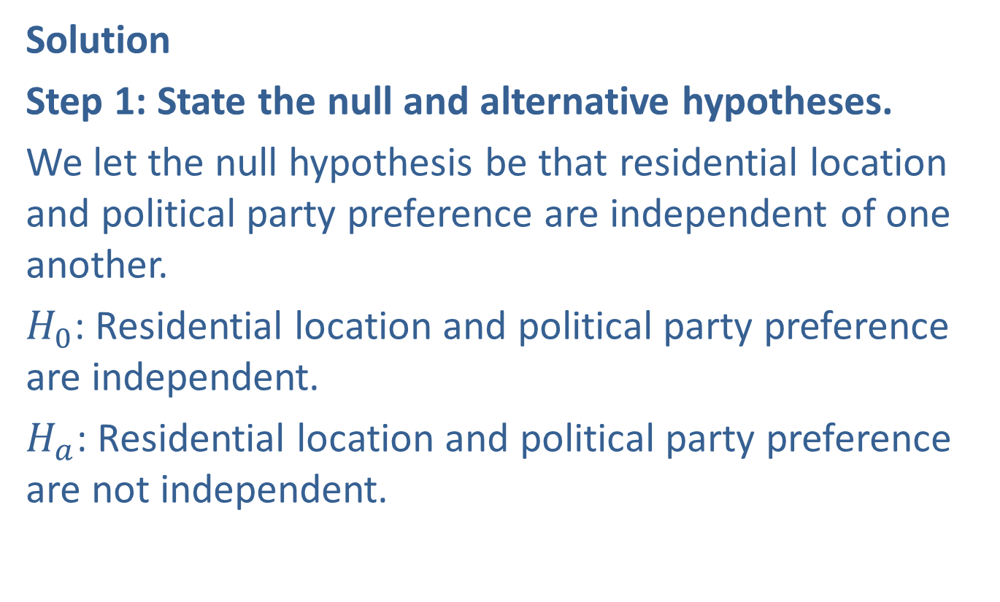 Solution
Step 1: State the null and alternative hypotheses.
We let the null hypothesis be that residential location
and political party preference are independent of one
another.
H₀: Residential location and political party preference
are independent.
Hₐ: Residential location and political party preference
are not independent.